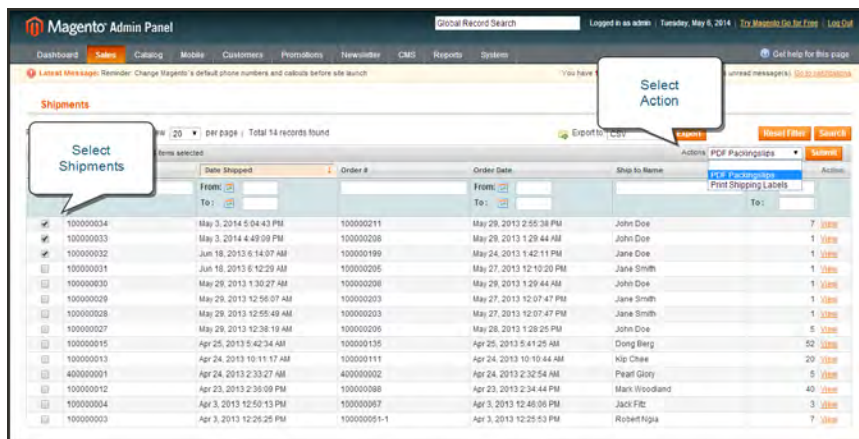 Magento Admin Panel
Global Record Search
Logged in as admin | Tuesday, May 6, 2014 | Try Magento Go for Free | Log Out
Dashboard Sales Catalog Mobile Customers Promotions Newsletter CMS Reports System
Get help for this page
Latest Message: Reminder: Change Magento's default phone numbers and callouts before site launch
You have
unread message(s). Go to notifications
Select
Action
Shipments
20 per page | Total 14 records found
Export to: CSV Export
Reset Filter Search
Select
Shipments
items selected
Actions PDF Packingslips Submit
PDF Packingslips
Print Shipping Labels
Date Shipped Order # Order Date Ship to Name Action
From: From:
To: To: To:
100000034 May 3, 2014 5:04:43 PM 100000211 May 29, 2013 2:55:38 PM John Doe 7 View
100000033 May 3, 2014 4:49:09 PM 100000208 May 29, 2013 1:29:44 AM John Doe 1 View
100000032 Jun 18, 2013 6:14:07 AM 100000199 May 24, 2013 1:42:11 PM John Doe 1 View
100000031 Jun 18, 2013 6:12:29 AM 100000205 May 27, 2013 12:10:20 PM Jane Smith 1 View
100000030 May 29, 2013 1:30:27 AM 100000208 May 29, 2013 1:29:44 AM John Doe 1 View
100000029 May 29, 2013 12:56:07 AM 100000203 May 27, 2013 12:07:47 PM Jane Smith 1 View
100000028 May 29, 2013 12:55:49 AM 100000203 May 27, 2013 12:07:47 PM Jane Smith 1 View
100000027 May 29, 2013 12:38:19 AM 100000206 May 28, 2013 1:28:25 PM John Doe 5 View
100000015 Apr 25, 2013 5:42:34 AM 100000135 Apr 25, 2013 5:41:25 AM Dong Berg 52 View
100000013 Apr 24, 2013 10:11:17 AM 100000111 Apr 24, 2013 10:10:44 AM Kip Chee 20 View
400000001 Apr 24, 2013 2:33:27 AM 400000002 Apr 24, 2013 2:32:54 AM Pearl Glory 5 View
100000012 Apr 23, 2013 2:36:09 PM 100000098 Apr 23, 2013 2:34:44 PM Mark Woodland 40 View
100000004 Apr 3, 2013 12:50:13 PM 100000067 Apr 3, 2013 12:46:06 PM Jack Fitz 3 View
100000003 Apr 3, 2013 12:26:25 PM 100000051-1 Apr 3, 2013 12:25:53 PM Robert Ngia 7 View